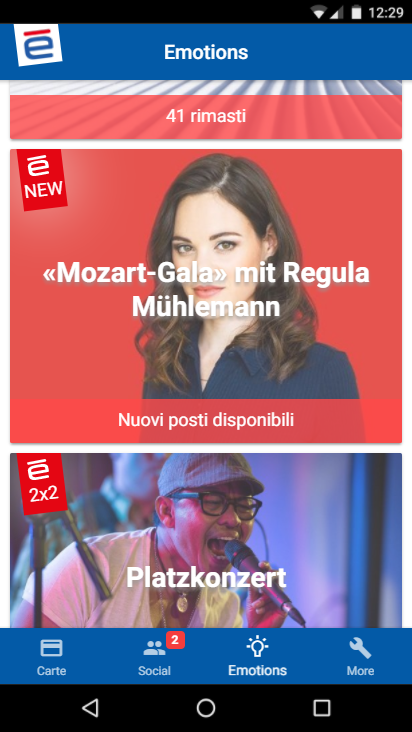 12:29
é
Emotions
41 rimasti
é
NEW
«Mozart-Gala» mit Regula
Mühlemann
Nuovi posti disponibili
é
2x2
Platzkonzert
2
Carte
Social
Emotions
More